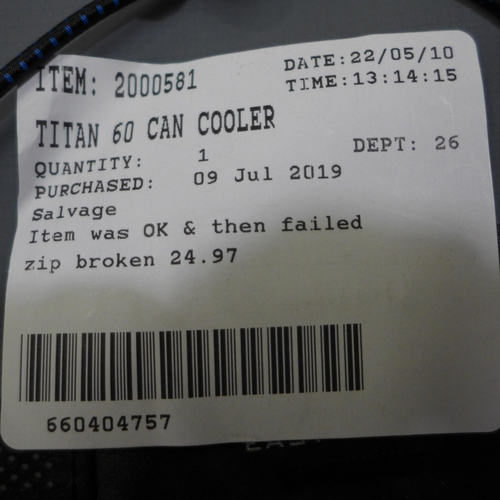 ITEM: 2000581 DATE:22/05/10
TIME:13:14:15
TITAN 60 CAN COOLER
QUANTITY: 1 DEPT: 26
PURCHASED: 09 Jul 2019
Salvage
Item was OK & then failed
zip broken 24.97
660404757